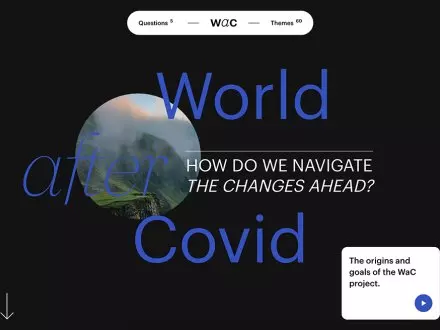 Questions 5
WaC
Themes 60
World
after
HOW DO WE NAVIGATE
THE CHANGES AHEAD?
Covid
The origins and
goals of the WaC
project.